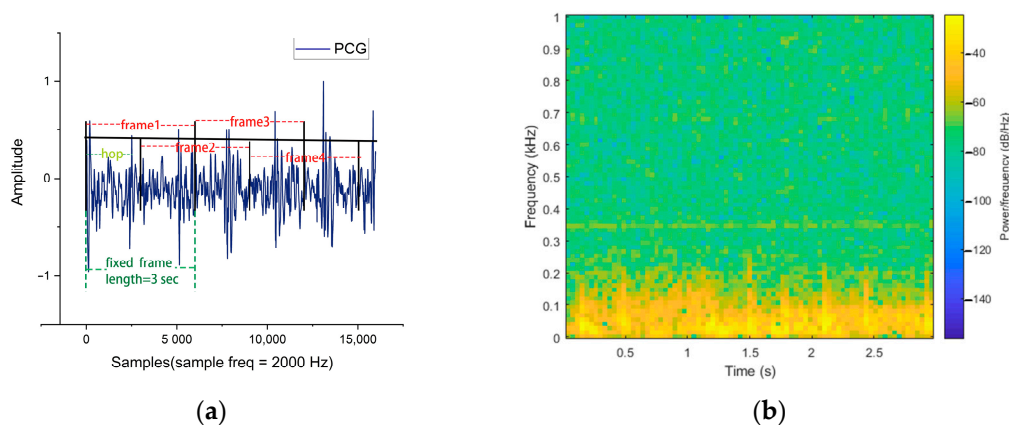 PCG
1
0
−1
Amplitude
frame1
frame3
hop
frame2
frame4
fixed frame
length=3 sec
0
5 000
10,000
15,000
Samples(sample freq = 2000 Hz)
(a)
1
0.9
0.8
0.7
0.6
0.5
0.4
0.3
0.2
0.1
0
Frequency (kHz)
0.5
1
1.5
2
2.5
Time (s)
-40
-60
-80
-100
-120
-140
Power/frequency (dB/Hz)
(b)